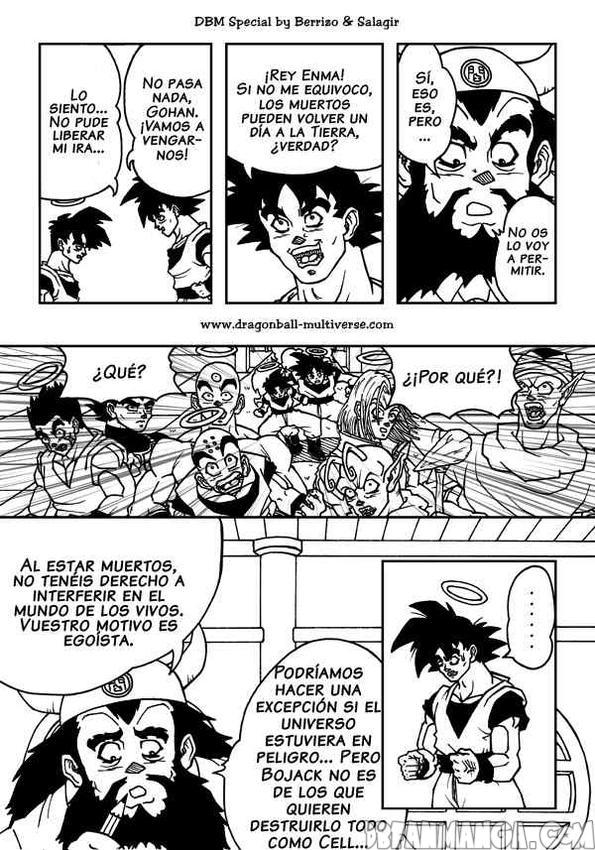 DBM Special by Berrizo & Salagir
Lo
siento...
No pude
liberar
mi ira...
No pasa
nada,
Gohan.
¡Vamos a
vengar-
nos!
¡Rey Enma!
Si no me equivoco,
los muertos
pueden volver un
día a la Tierra,
¿verdad?
Sí,
eso
es,
pero
...
No os
lo voy
a per-
mitir.
www.dragonball-multiverse.com
¿Qué?
¿¡Por qué?!
Al estar muertos,
no tenéis derecho a
interferir en el
mundo de los vivos.
Vuestro motivo es
egoísta.
Podríamos
hacer una
excepción si el
universo
estuviera en
peligro... Pero
Bojack no es
de los que
quieren
destruirlo todo
como Cell...
.....
DBFANMANGA.COM